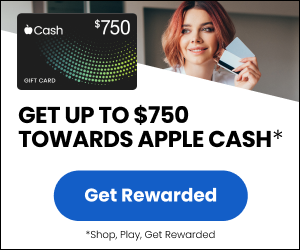 Cash $750
GIFT CARD
GET UP TO $750
TOWARDS APPLE CASH*
Get Rewarded
*Shop, Play, Get Rewarded